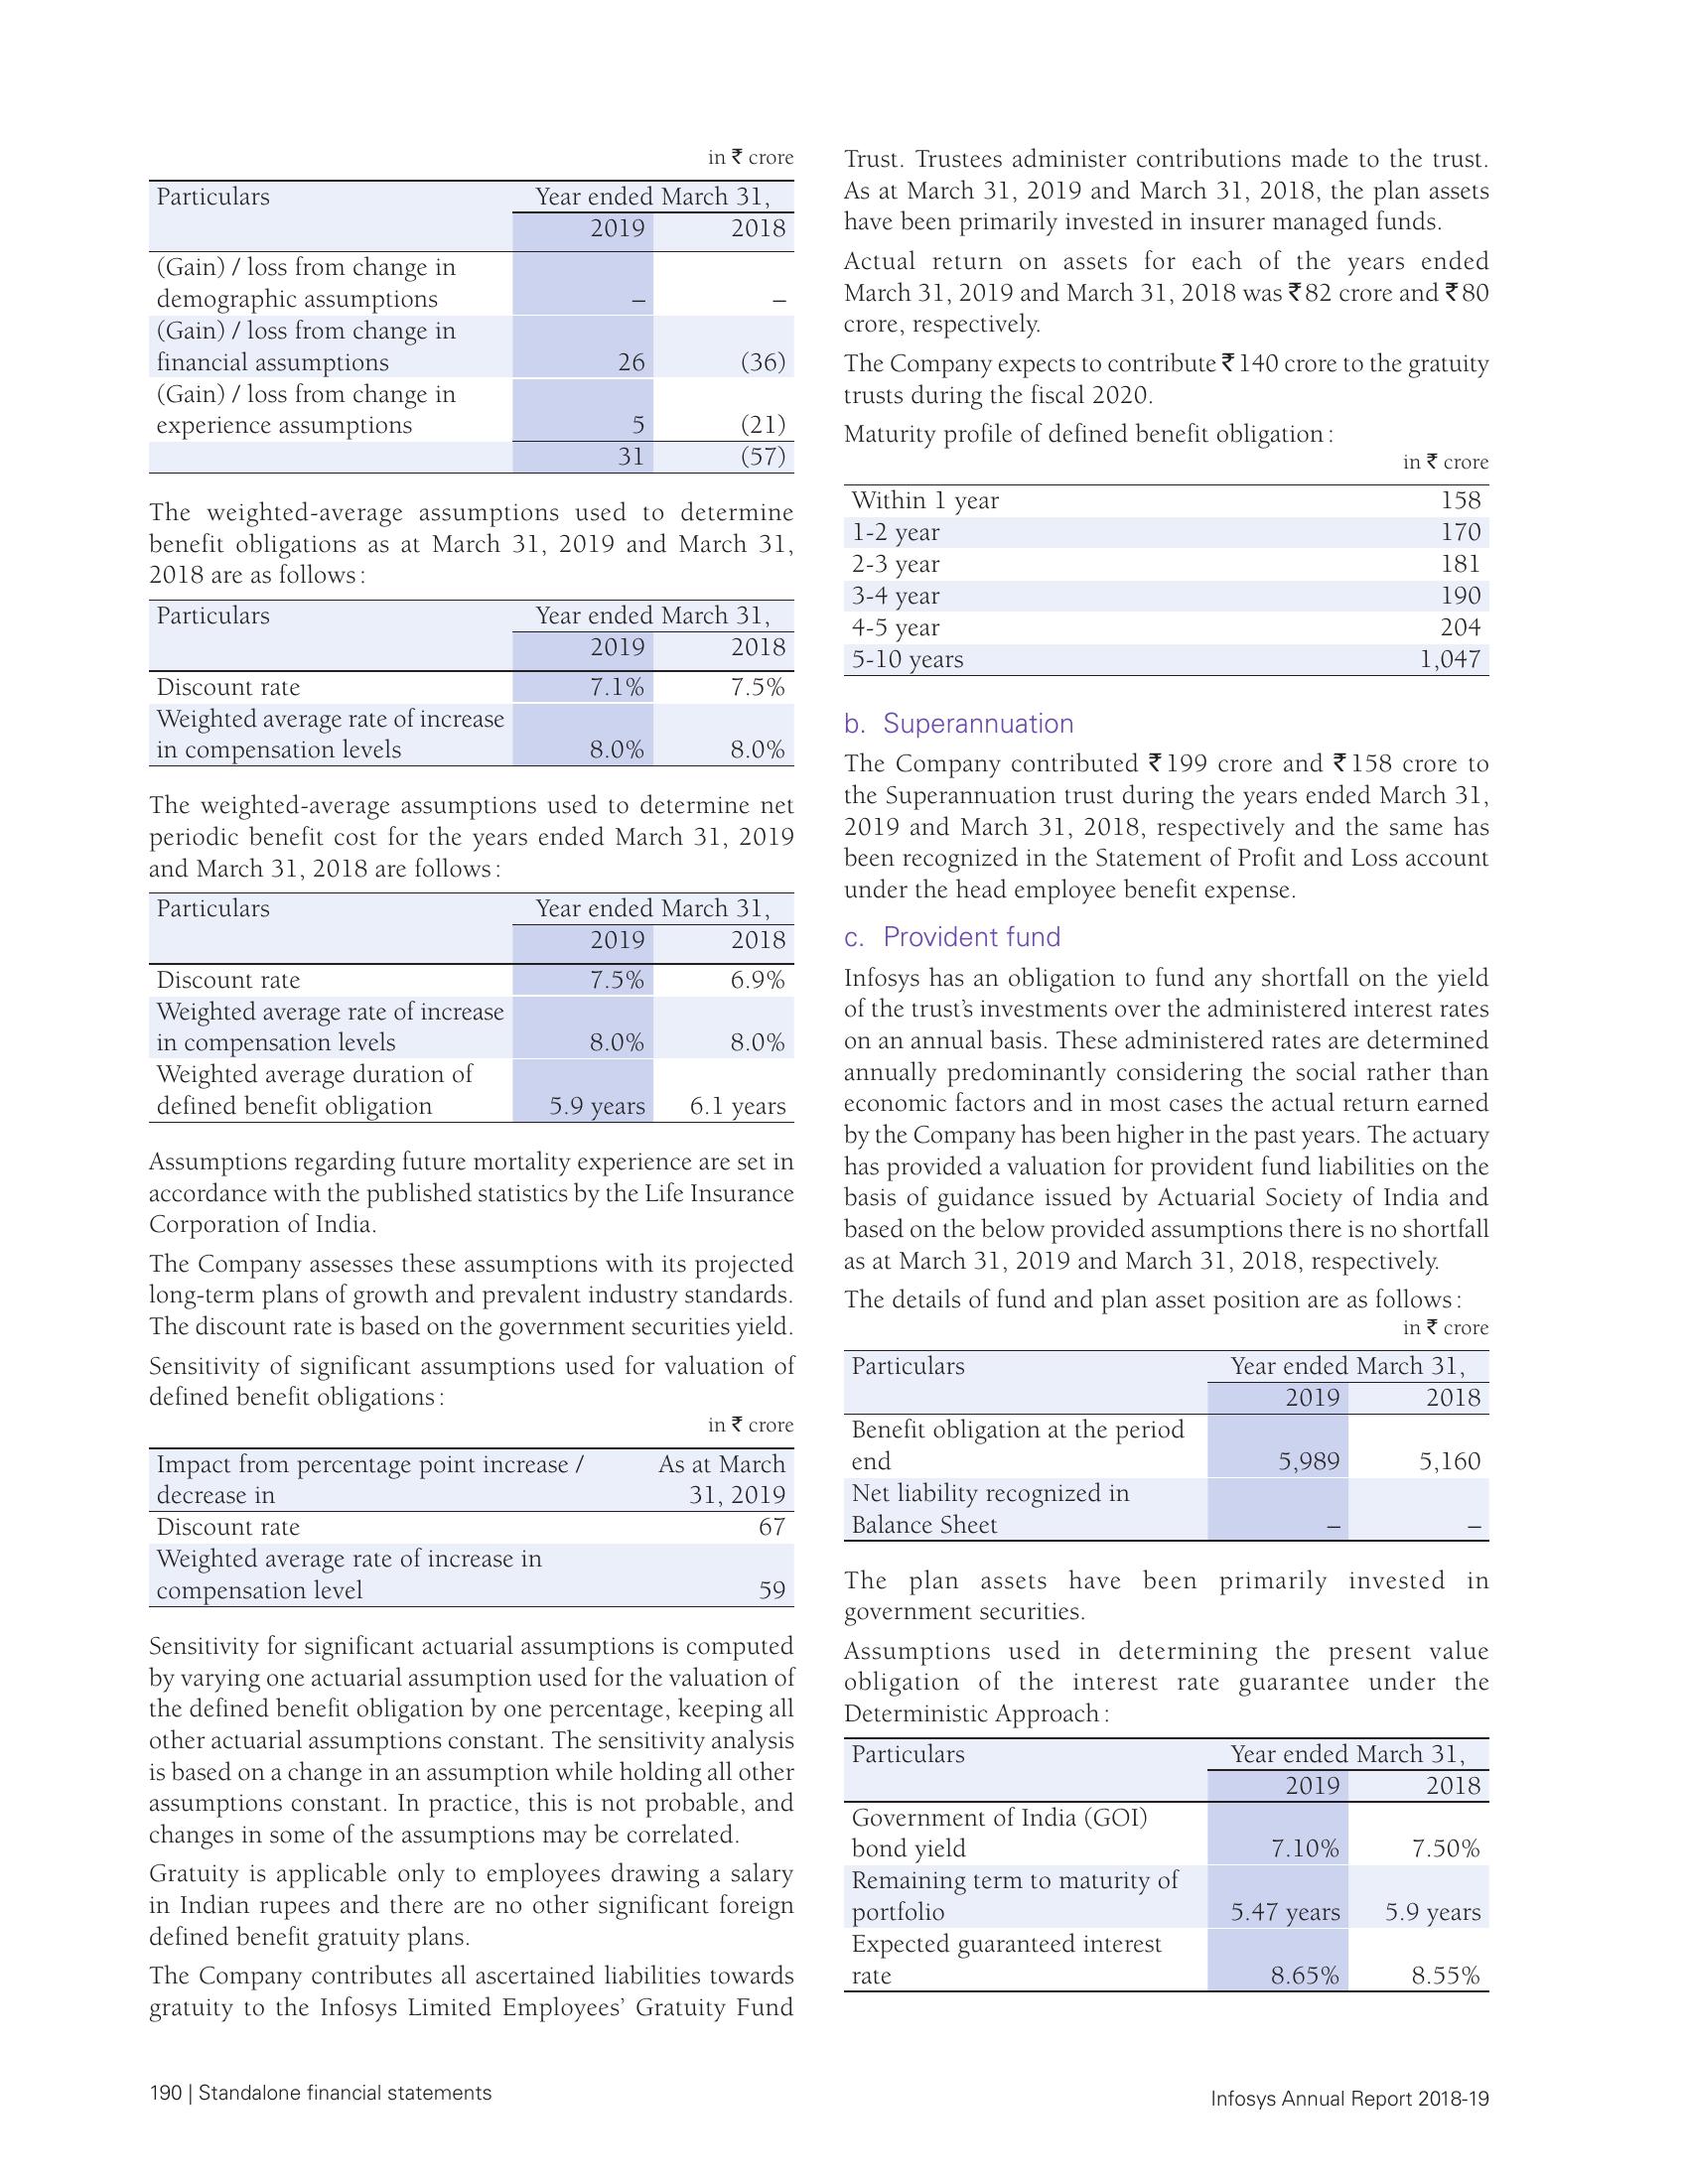 in ₹ crore
Particulars Year ended March 31,
2019 2018
(Gain) / loss from change in
demographic assumptions – –
(Gain) / loss from change in
financial assumptions 26 (36)
(Gain) / loss from change in
experience assumptions 5 (21)
31 (57)
The weighted-average assumptions used to determine
benefit obligations as at March 31, 2019 and March 31,
2018 are as follows:
Particulars Year ended March 31,
2019 2018
Discount rate 7.1% 7.5%
Weighted average rate of increase
in compensation levels 8.0% 8.0%
The weighted-average assumptions used to determine net
periodic benefit cost for the years ended March 31, 2019
and March 31, 2018 are follows:
Particulars Year ended March 31,
2019 2018
Discount rate 7.5% 6.9%
Weighted average rate of increase
in compensation levels 8.0% 8.0%
Weighted average duration of
defined benefit obligation 5.9 years 6.1 years
Assumptions regarding future mortality experience are set in
accordance with the published statistics by the Life Insurance
Corporation of India.
The Company assesses these assumptions with its projected
long-term plans of growth and prevalent industry standards.
The discount rate is based on the government securities yield.
Sensitivity of significant assumptions used for valuation of
defined benefit obligations:
in ₹ crore
Impact from percentage point increase / As at March
decrease in 31, 2019
Discount rate 67
Weighted average rate of increase in
compensation level 59
Sensitivity for significant actuarial assumptions is computed
by varying one actuarial assumption used for the valuation of
the defined benefit obligation by one percentage, keeping all
other actuarial assumptions constant. The sensitivity analysis
is based on a change in an assumption while holding all other
assumptions constant. In practice, this is not probable, and
changes in some of the assumptions may be correlated.
Gratuity is applicable only to employees drawing a salary
in Indian rupees and there are no other significant foreign
defined benefit gratuity plans.
The Company contributes all ascertained liabilities towards
gratuity to the Infosys Limited Employees’ Gratuity Fund
Trust. Trustees administer contributions made to the trust.
As at March 31, 2019 and March 31, 2018, the plan assets
have been primarily invested in insurer managed funds.
Actual return on assets for each of the years ended
March 31, 2019 and March 31, 2018 was ₹82 crore and ₹80
crore, respectively.
The Company expects to contribute ₹140 crore to the gratuity
trusts during the fiscal 2020.
Maturity profile of defined benefit obligation:
in ₹ crore
Within 1 year 158
1-2 year 170
2-3 year 181
3-4 year 190
4-5 year 204
5-10 years 1,047
b. Superannuation
The Company contributed ₹199 crore and ₹158 crore to
the Superannuation trust during the years ended March 31,
2019 and March 31, 2018, respectively and the same has
been recognized in the Statement of Profit and Loss account
under the head employee benefit expense.
c. Provident fund
Infosys has an obligation to fund any shortfall on the yield
of the trust’s investments over the administered interest rates
on an annual basis. These administered rates are determined
annually predominantly considering the social rather than
economic factors and in most cases the actual return earned
by the Company has been higher in the past years. The actuary
has provided a valuation for provident fund liabilities on the
basis of guidance issued by Actuarial Society of India and
based on the below provided assumptions there is no shortfall
as at March 31, 2019 and March 31, 2018, respectively.
The details of fund and plan asset position are as follows:
in ₹ crore
Particulars Year ended March 31,
2019 2018
Benefit obligation at the period
end 5,989 5,160
Net liability recognized in
Balance Sheet – –
The plan assets have been primarily invested in
government securities.
Assumptions used in determining the present value
obligation of the interest rate guarantee under the
Deterministic Approach:
Particulars Year ended March 31,
2019 2018
Government of India (GOI)
bond yield 7.10% 7.50%
Remaining term to maturity of
portfolio 5.47 years 5.9 years
Expected guaranteed interest
rate 8.65% 8.55%
190 | Standalone financial statements
Infosys Annual Report 2018-19